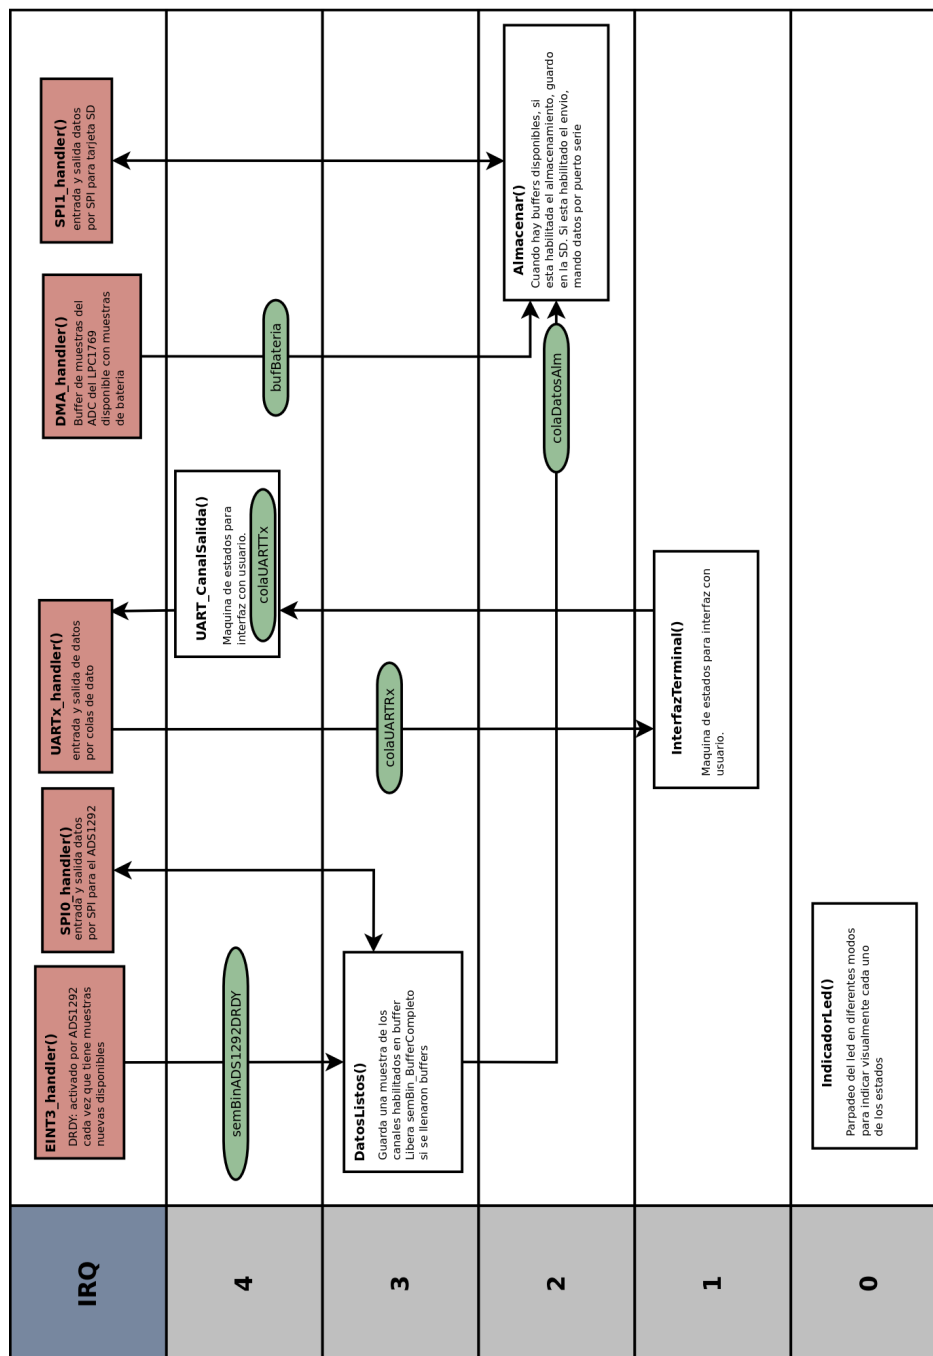 IRQ
EINT3_handler()
DRDY: activado por ADS1292
cada vez que tiene muestras
nuevas disponibles
SPI0_handler()
entrada y salida datos
por SPI para el ADS1292
UARTx_handler()
entrada y salida de datos
por colas de dato
DMA_handler()
Buffer de muestras del
ADC del LPC1769
disponible con muestras
de bateria
SPI1_handler()
entrada y salida datos
por SPI para tarjeta SD
4
semBinADS1292DRDY
UART_CanalSalida()
Maquina de estados para
interfaz con usuario.
colaUARTTx
bufBateria
3
DatosListos()
Guarda una muestra de los
canales habilitados en buffer
Libera semBin_BufferCompleto
si se llenaron buffers
colaUARTRx
2
colaDatosAlm
Almacenar()
Cuando hay buffers disponibles, si
esta habilitada el almacenamiento, guardo
en la SD. Si esta habilitado el envio,
mando datos por puerto serie
1
InterfazTerminal()
Maquina de estados para interfaz con
usuario.
0
IndicadorLed()
Parpadeo del led en diferentes modos
para indicar visualmente cada uno
de los estados